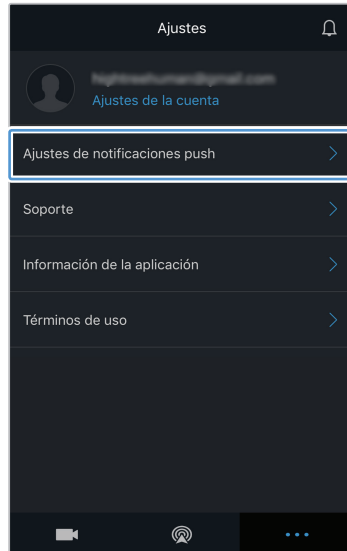 Ajustes
Ajustes de la cuenta
Ajustes de notificaciones push
Soporte
Información de la aplicación
Términos de uso